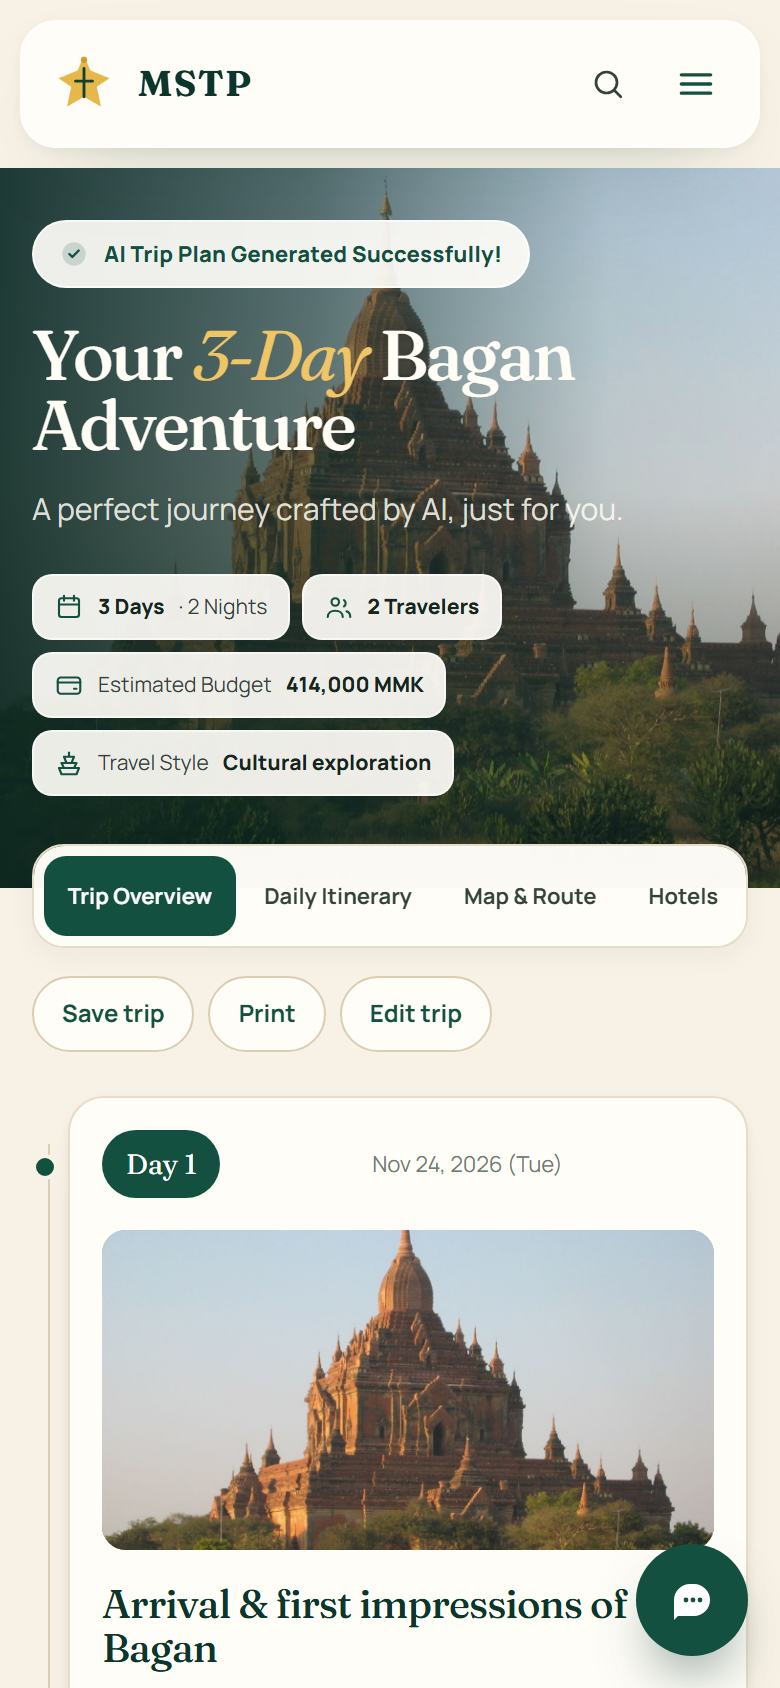 MSTP
AI Trip Plan Generated Successfully!
Your 3-Day Bagan
Adventure
A perfect journey crafted by AI, just for you.
3 Days · 2 Nights
2 Travelers
Estimated Budget 414,000 MMK
Travel Style Cultural exploration
Trip Overview
Daily Itinerary
Map & Route
Hotels
Save trip
Print
Edit trip
Day 1
Nov 24, 2026 (Tue)
Arrival & first impressions of
Bagan